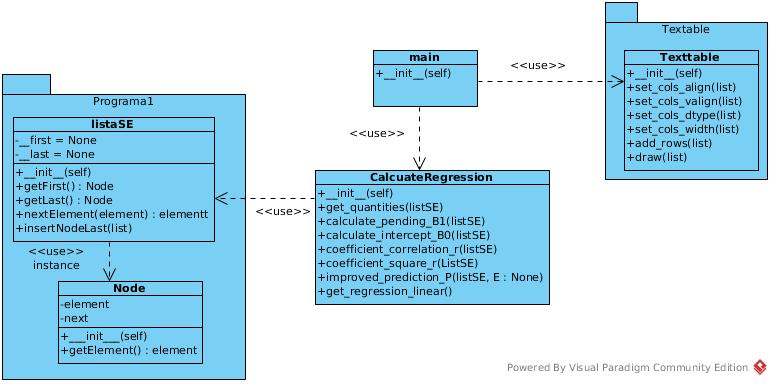 Textable
Texttable
+__init__(self)
+set_cols_align(list)
+set_cols_valign(list)
+set_cols_dtype(list)
+set_cols_width(list)
+add_rows(list)
+draw(list)
main
+__init__(self)
<<use>>
<<use>>
Programa1
listaSE
-__first = None
-__last = None
+__init__(self)
+getFirst() : Node
+getLast() : Node
+nextElement(element) : elementt
+insertNodeLast(list)
<<use>>
CalcuateRegression
+__init__(self)
+get_quantities(listSE)
+calculate_pending_B1(listSE)
+calculate_intercept_B0(listSE)
+coefficient_correlation_r(listSE)
+coefficient_square_r(ListSE)
+improved_prediction_P(listSE, E : None)
+get_regression_linear()
<<use>>
instance
Node
-element
-next
+___init___(self)
+getElement() : element
Powered By Visual Paradigm Community Edition